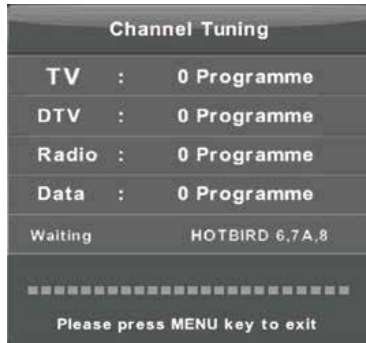 Channel Tuning
TV : 0 Programme
DTV : 0 Programme
Radio : 0 Programme
Data : 0 Programme
Waiting HOTBIRD 6,7A,8
Please press MENU key to exit